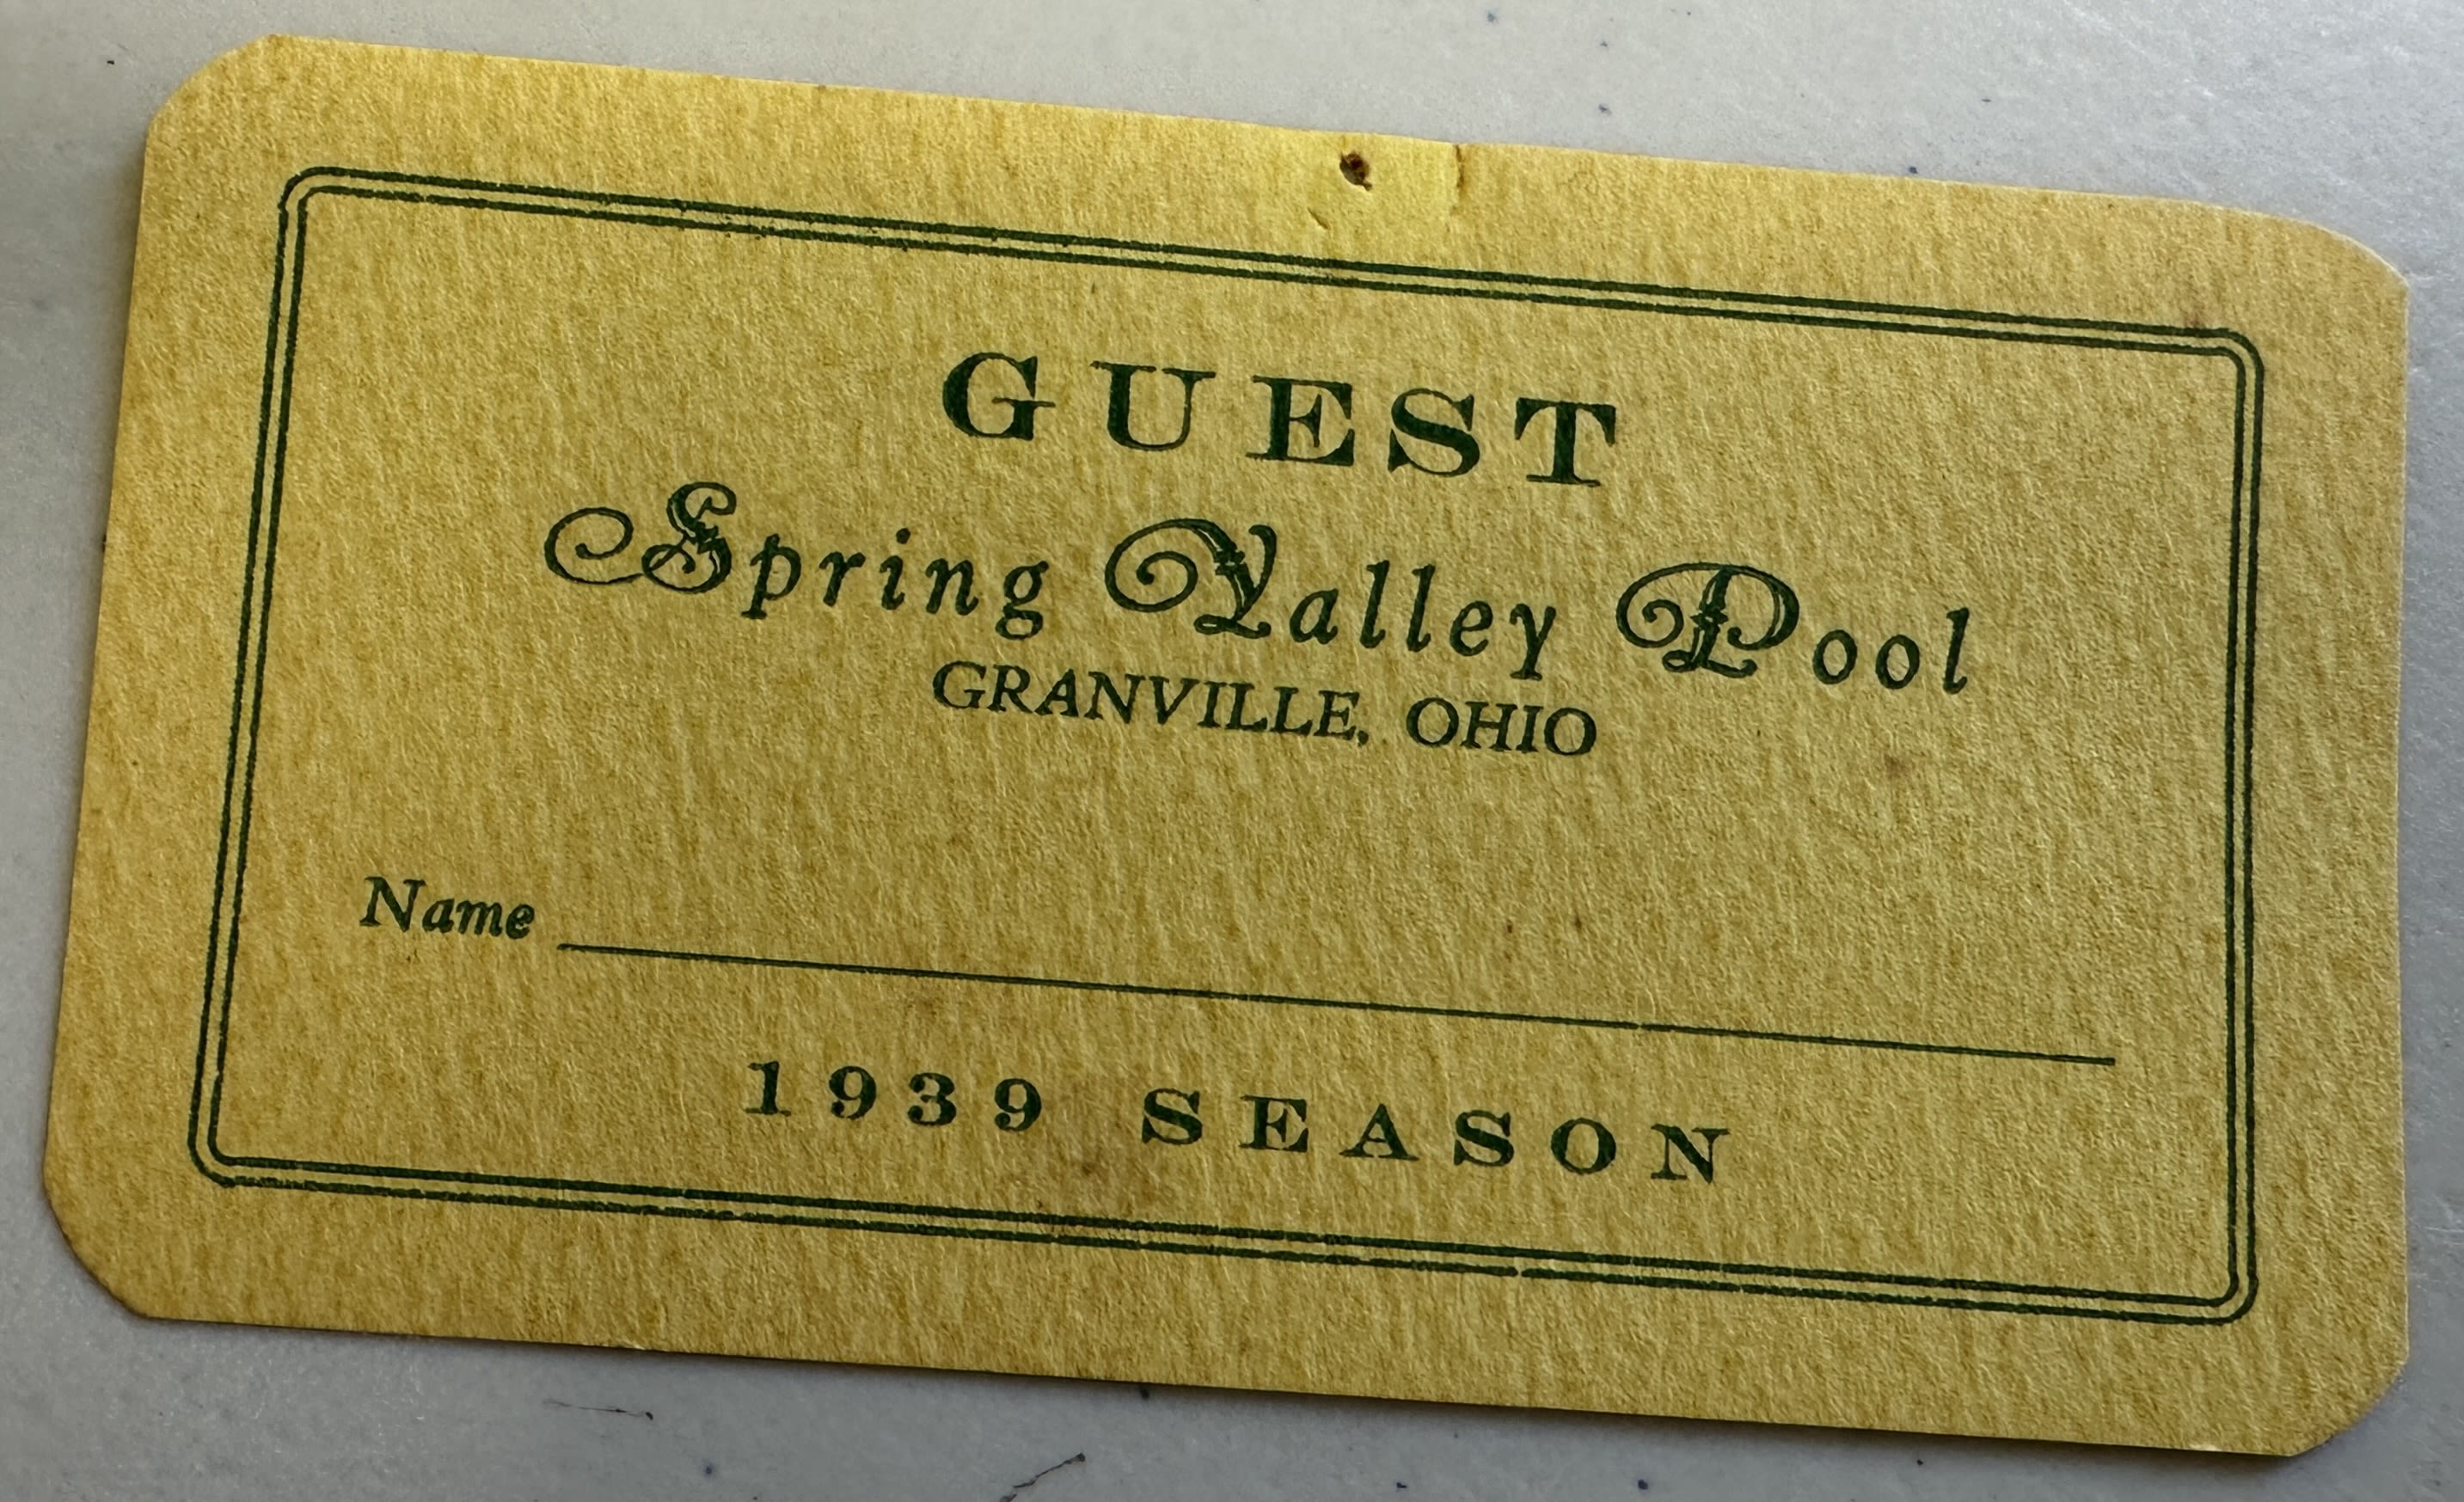 GUEST
Spring Valley Pool
GRANVILLE, OHIO
Name
1939 SEASON